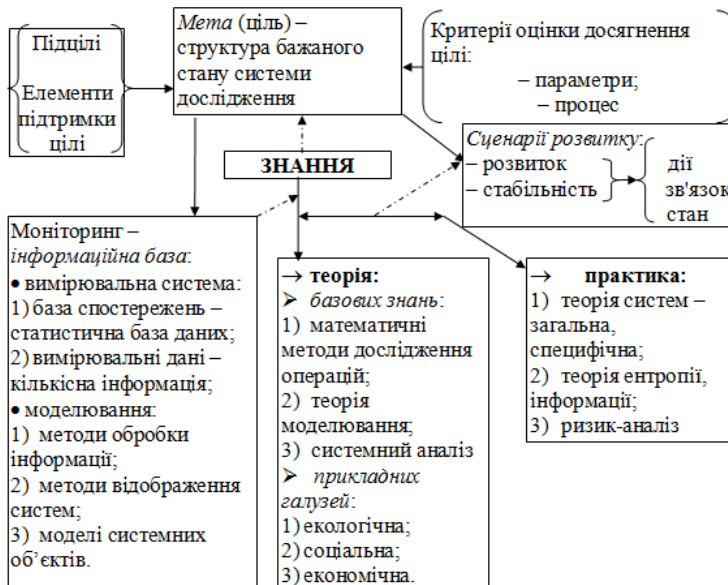 Підцілі
Елементи
підтримки
цілі
Мета (ціль) –
структура бажаного
стану системи
дослідження
Критерії оцінки досягнення
цілі:
– параметри;
– процес
Сценарії розвитку:
– розвиток
– стабільність
дії
зв'язок
стан
ЗНАННЯ
Моніторинг –
інформаційна база:
• вимірювальна система:
1) база спостережень –
статистична база даних;
2) вимірювальні дані –
кількісна інформація;
• моделювання:
1) методи обробки
інформації;
2) методи відображення
систем;
3) моделі системних
об’єктів.
→ теорія:
➢ базових знань:
1) математичні
методи дослідження
операцій;
2) теорія
моделювання;
3) системний аналіз
➢ прикладних
галузей:
1) екологічна;
2) соціальна;
3) економічна.
→ практика:
1) теорія систем –
загальна,
специфічна;
2) теорія ентропії,
інформації;
3) ризик-аналіз